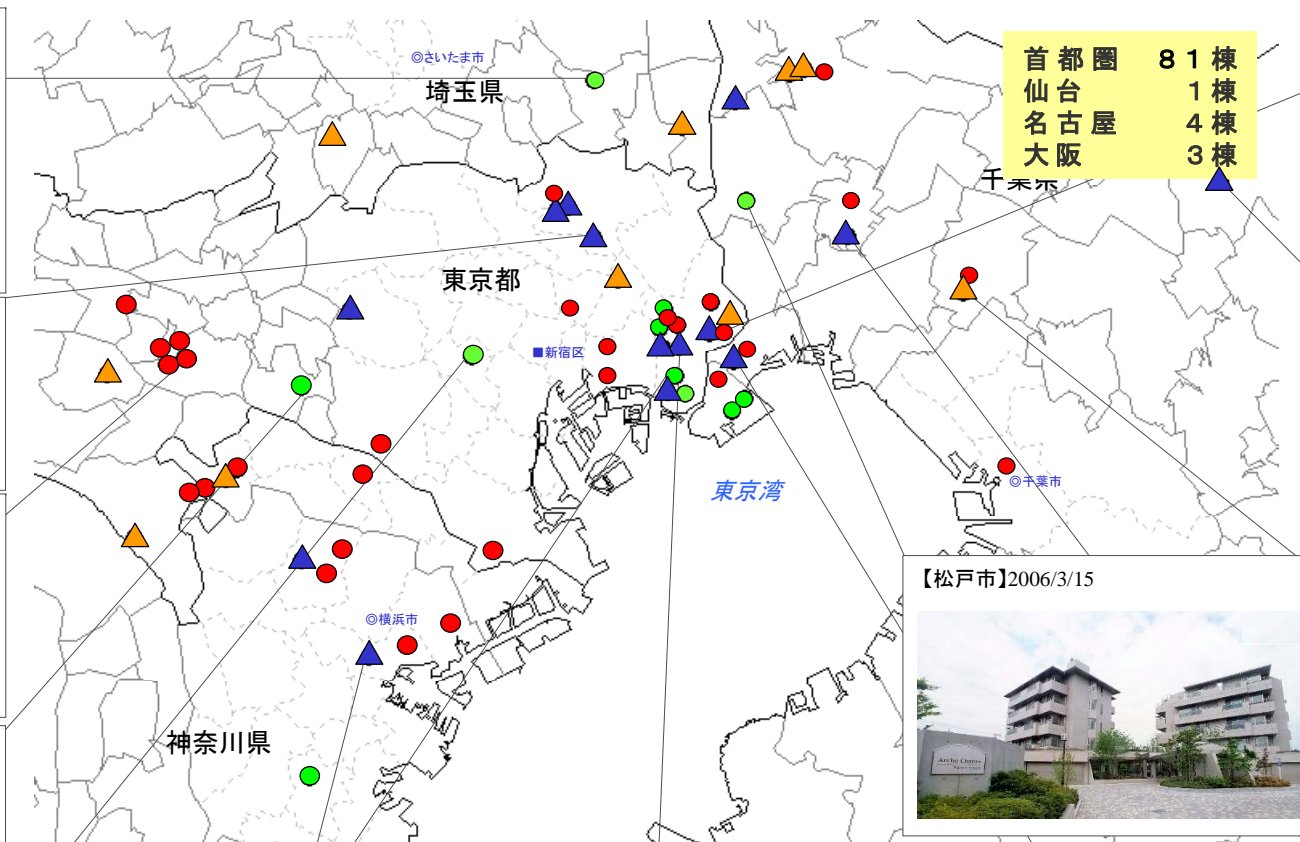 ◎さいたま市
埼玉県
首都圏 ８１棟
仙台 １棟
名古屋 ４棟
大阪 ３棟
千葉県
東京都
■新宿区
東京湾
◎千葉市
◎横浜市
神奈川県
【松戸市】2006/3/15